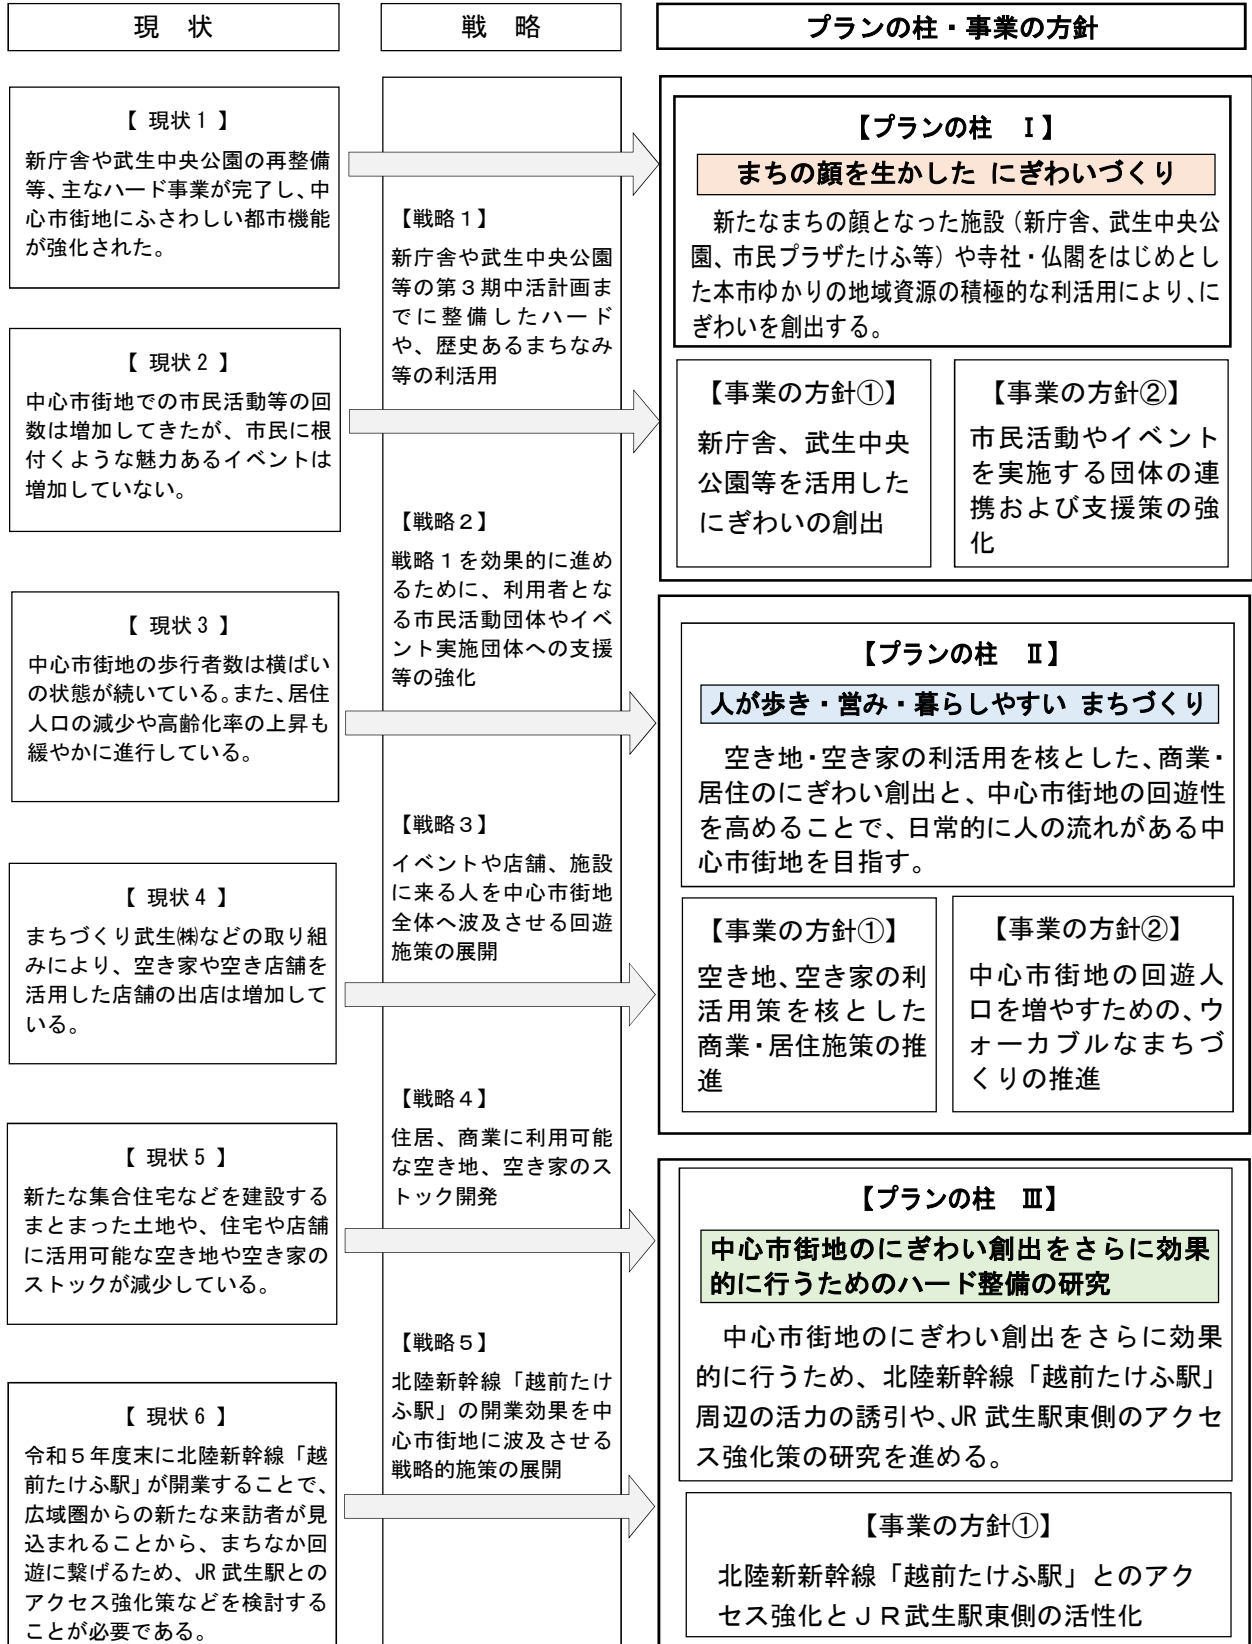 現　状
戦　略
プランの柱・事業の方針
【 現状１ 】
新庁舎や武生中央公園の再整備
等、主なハード事業が完了し、中
心市街地にふさわしい都市機能
が強化された。
【 現状２ 】
中心市街地での市民活動等の回
数は増加してきたが、市民に根
付くような魅力あるイベントは
増加していない。
【 現状３ 】
中心市街地の歩行者数は横ばい
の状態が続いている。また、居住
人口の減少や高齢化率の上昇も
緩やかに進行している。
【 現状４ 】
まちづくり武生㈱などの取り組
みにより、空き家や空き店舗を
活用した店舗の出店は増加して
いる。
【 現状５ 】
新たな集合住宅などを建設する
まとまった土地や、住宅や店舗
に活用可能な空き地や空き家の
ストックが減少している。
【 現状６ 】
令和５年度末に北陸新幹線「越
前たけふ駅」が開業することで、
広域圏からの新たな来訪者が見
込まれることから、まちなか回
遊に繋げるため、JR 武生駅との
アクセス強化策などを検討する
ことが必要である。
【戦略１】
新庁舎や武生中央公園
等の第３期中活計画ま
でに整備したハード
や、歴史あるまちなみ
等の利活用
【戦略２】
戦略１を効果的に進め
るために、利用者とな
る市民活動団体やイベ
ント実施団体への支援
等の強化
【戦略３】
イベントや店舗、施設
に来る人を中心市街地
全体へ波及させる回遊
施策の展開
【戦略４】
住居、商業に利用可能
な空き地、空き家のス
トック開発
【戦略５】
北陸新幹線「越前たけ
ふ駅」の開業効果を中
心市街地に波及させる
戦略的施策の展開
【プランの柱　Ⅰ】
まちの顔を生かした にぎわいづくり
新たなまちの顔となった施設（新庁舎、武生中央公
園、市民プラザたけふ等）や寺社・仏閣をはじめとし
た本市ゆかりの地域資源の積極的な利活用により、に
ぎわいを創出する。
【事業の方針①】
新庁舎、武生中央
公園等を活用した
にぎわいの創出
【事業の方針②】
市民活動やイベント
を実施する団体の連
携および支援策の強
化
【プランの柱　Ⅱ】
人が歩き・営み・暮らしやすい まちづくり
空き地・空き家の利活用を核とした、商業・
居住のにぎわい創出と、中心市街地の回遊性
を高めることで、日常的に人の流れがある中
心市街地を目指す。
【事業の方針①】
空き地、空き家の利
活用策を核とした
商業・居住施策の推
進
【事業の方針②】
中心市街地の回遊人
口を増やすための、ウ
ォーカブルなまちづ
くりの推進
【プランの柱　Ⅲ】
中心市街地のにぎわい創出をさらに効果
的に行うためのハード整備の研究
中心市街地のにぎわい創出をさらに効果
的に行うため、北陸新幹線「越前たけふ駅」
周辺の活力の誘引や、JR 武生駅東側のアクセ
ス強化策の研究を進める。
【事業の方針①】
北陸新新幹線「越前たけふ駅」とのアク
セス強化とＪＲ武生駅東側の活性化